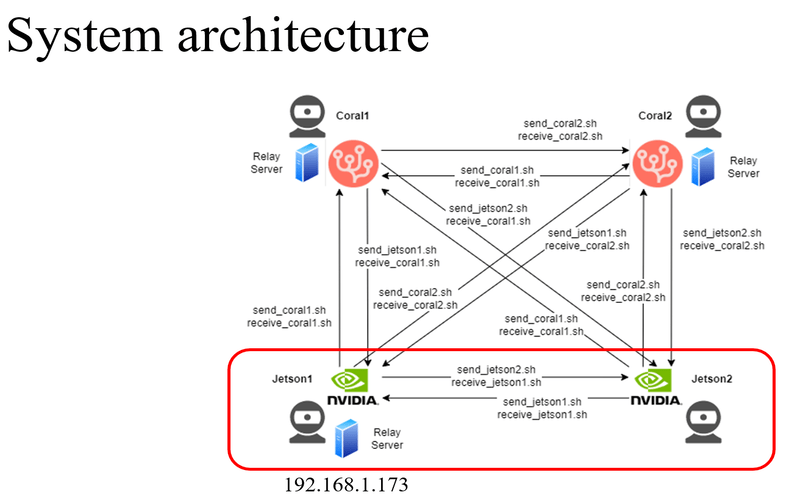 System architecture
Coral1
Coral2
Relay
Server
send_coral2.sh
receive_coral2.sh
Relay
Server
send_coral1.sh
receive_coral1.sh
send_jetson2.sh
receive_coral1.sh
send_jetson1.sh
receive_coral2.sh
send_jetson2.sh
receive_coral2.sh
send_jetson1.sh
receive_coral1.sh
send_coral2.sh
receive_coral2.sh
send_coral2.sh
receive_coral2.sh
send_coral1.sh
receive_coral1.sh
send_coral1.sh
receive_coral1.sh
Jetson1
NVIDIA.
send_jetson2.sh
receive_jetson1.sh
NVIDIA.
Jetson2
send_jetson1.sh
receive_jetson1.sh
Relay
Server
192.168.1.173